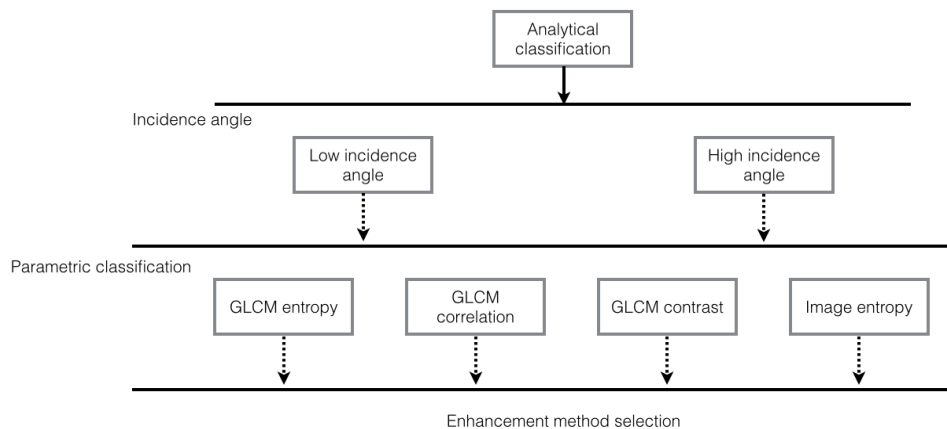 Analytical
classification
Incidence angle
Low incidence
angle
High incidence
angle
Parametric classification
GLCM entropy
GLCM
correlation
GLCM contrast
Image entropy
Enhancement method selection